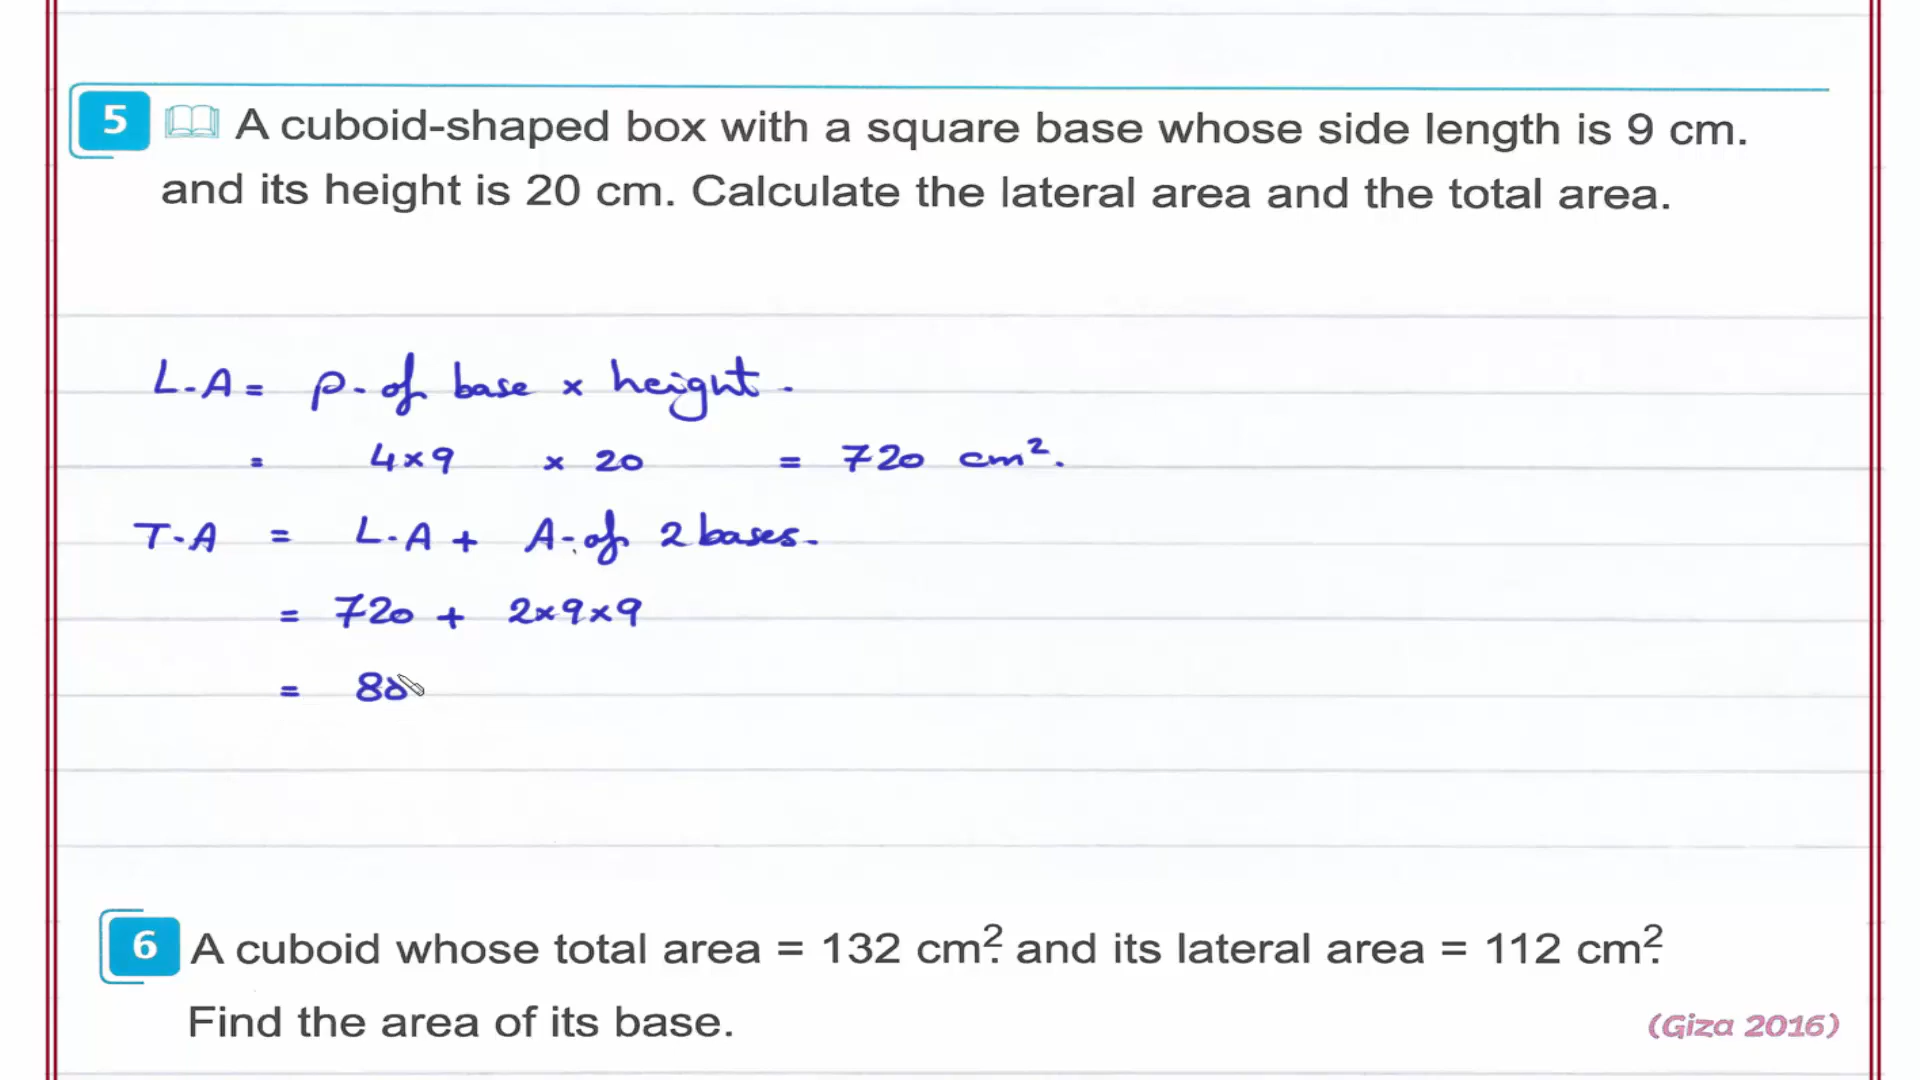 5 A cuboid-shaped box with a square base whose side length is 9 cm.
and its height is 20 cm. Calculate the lateral area and the total area.
L.A = P. of base × height.
= 4×9 × 20 = 720 cm².
T.A = L.A + A. of 2 bases.
= 720 + 2×9×9
= 88
6 A cuboid whose total area = 132 cm². and its lateral area = 112 cm².
Find the area of its base.
(Giza 2016)